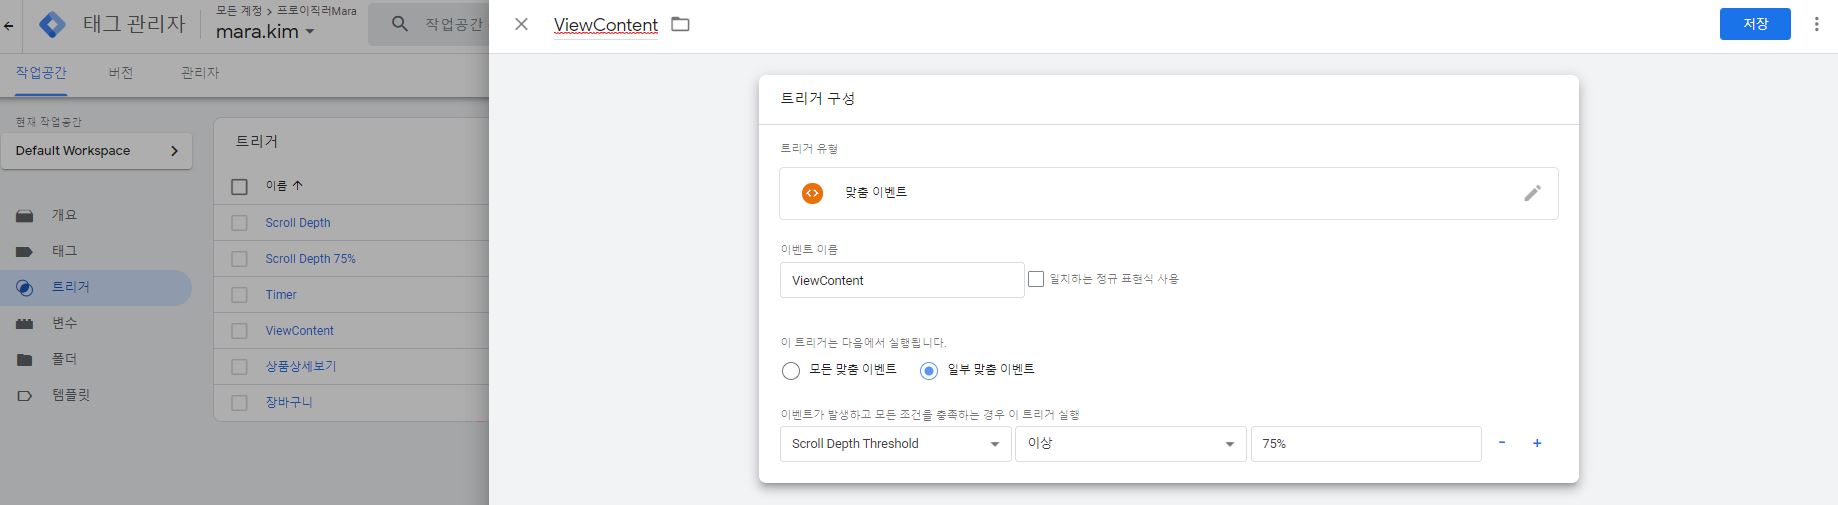 태그 관리자
모든 계정 > 프로이직러Mara
mara.kim
작업공간
작업공간 버전 관리자
현재 작업공간
Default Workspace
개요
태그
트리거
변수
폴더
템플릿
트리거
이름
Scroll Depth
Scroll Depth 75%
Timer
ViewContent
상품상세보기
장바구니
ViewContent
저장
트리거 구성
트리거 유형
맞춤 이벤트
이벤트 이름
ViewContent 일치하는 정규 표현식 사용
이 트리거는 다음에서 실행됩니다.
모든 맞춤 이벤트 일부 맞춤 이벤트
이벤트가 발생하고 모든 조건을 충족하는 경우 이 트리거 실행
Scroll Depth Threshold 이상 75% - +